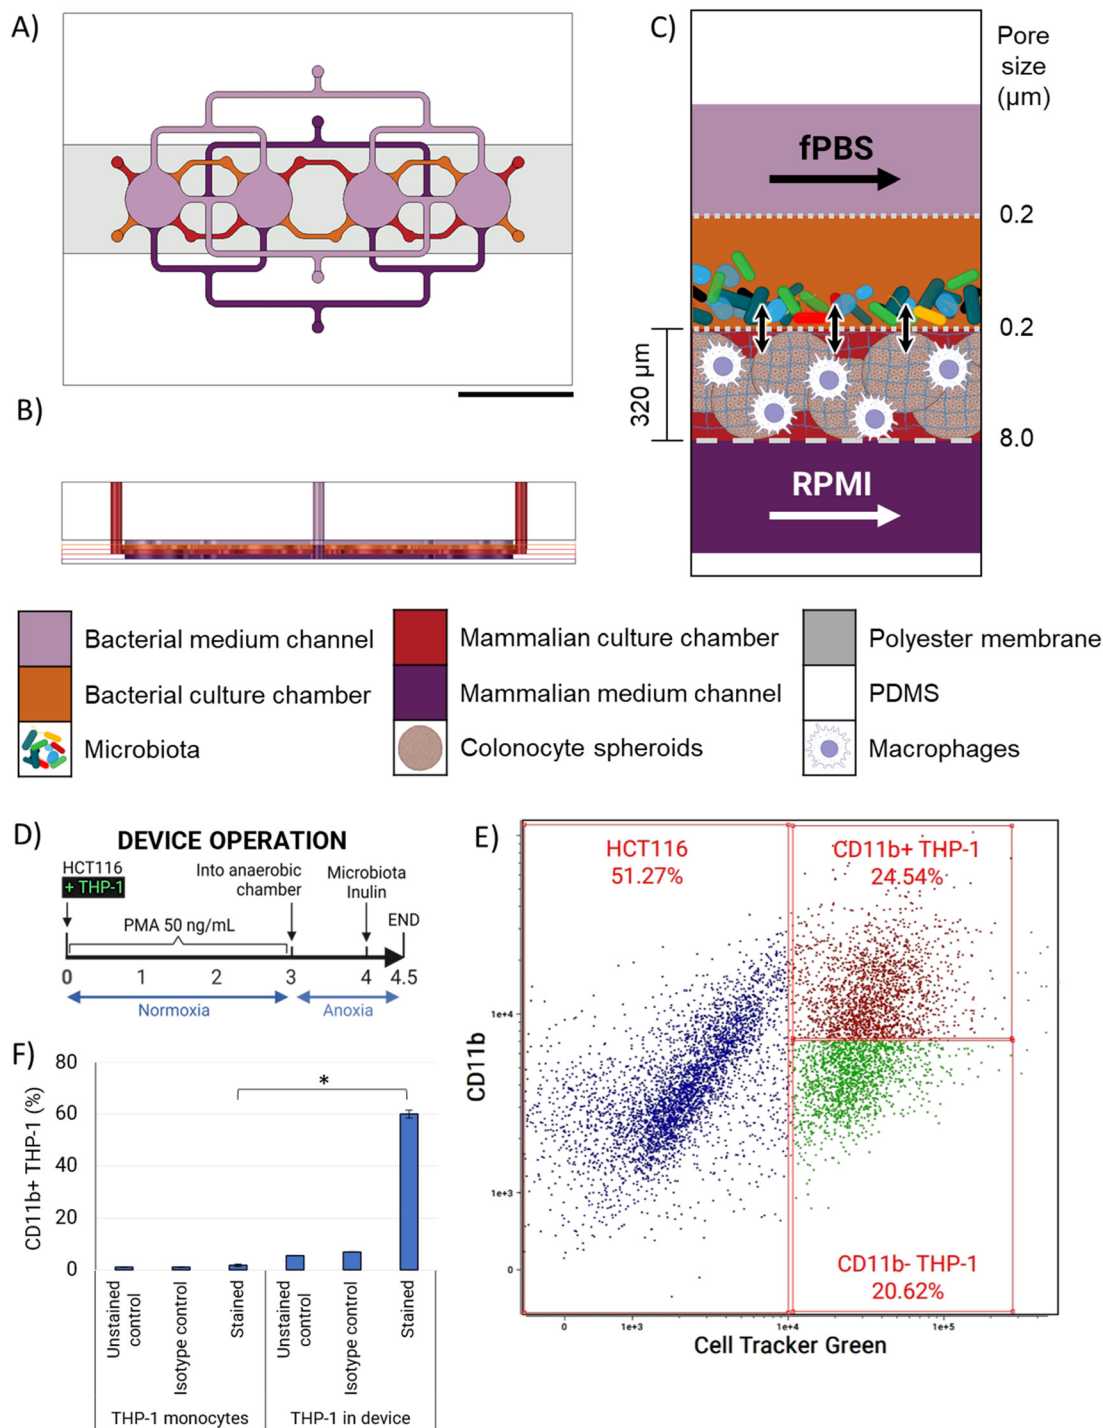 A)
B)
C)
Pore
size
(µm)
fPBS
0.2
0.2
320 µm
8.0
RPMI
Bacterial medium channel
Bacterial culture chamber
Microbiota
Mammalian culture chamber
Mammalian medium channel
Colonocyte spheroids
Polyester membrane
PDMS
Macrophages
D)
DEVICE OPERATION
HCT116
+ THP-1
Into anaerobic
chamber
Microbiota
Inulin
END
PMA 50 ng/mL
0 1 2 3 4 4.5
Normoxia
Anoxia
E)
HCT116
51.27%
CD11b+ THP-1
24.54%
CD11b- THP-1
20.62%
CD11b
1e+4
1e+3
0
0 1e+3 1e+4 1e+5
Cell Tracker Green
F)
CD11b+ THP-1 (%)
80
60
40
20
0
*
Unstained
control
Isotype control
Stained
Unstained
control
Isotype control
Stained
THP-1 monocytes
THP-1 in device